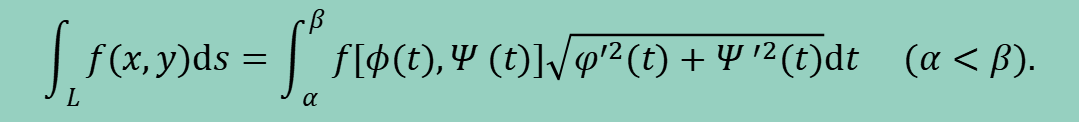 ∫_L f(x, y)ds = ∫_α^β f[ϕ(t), Ψ (t)]√(φ′²(t) + Ψ ′²(t))dt (α < β).